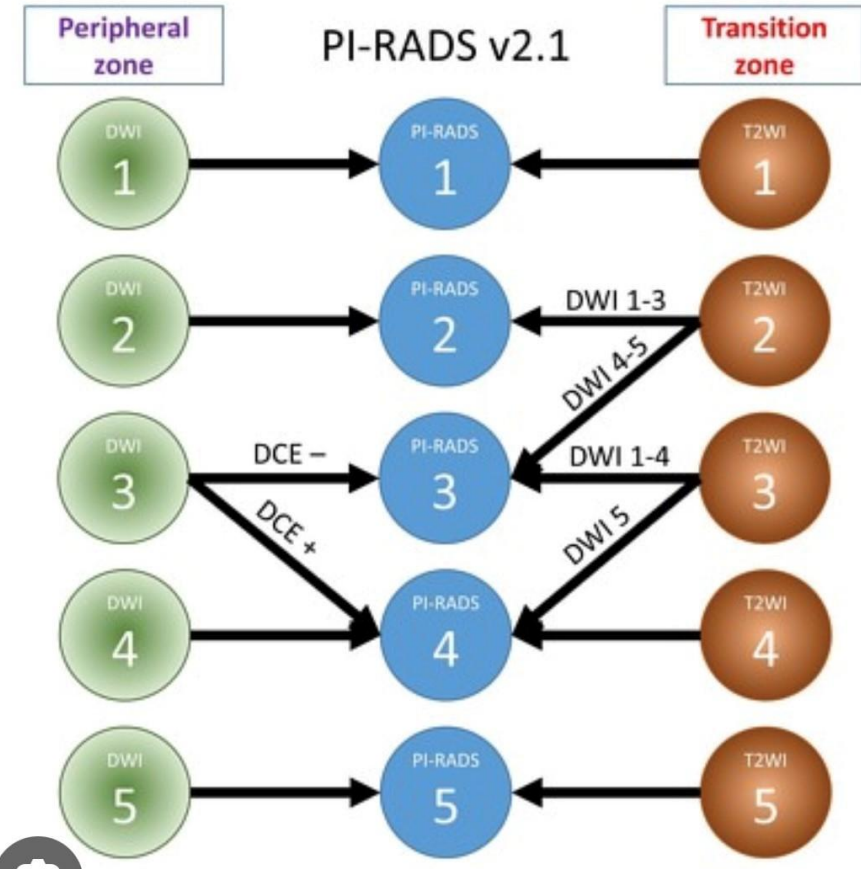 Peripheral
zone
PI-RADS v2.1
Transition
zone
DWI
1
PI-RADS
1
T2WI
1
DWI
2
PI-RADS
2
DWI 1-3
T2WI
2
DWI 4-5
DWI
3
DCE –
PI-RADS
3
DWI 1-4
T2WI
3
DCE +
DWI 5
DWI
4
PI-RADS
4
T2WI
4
DWI
5
PI-RADS
5
T2WI
5